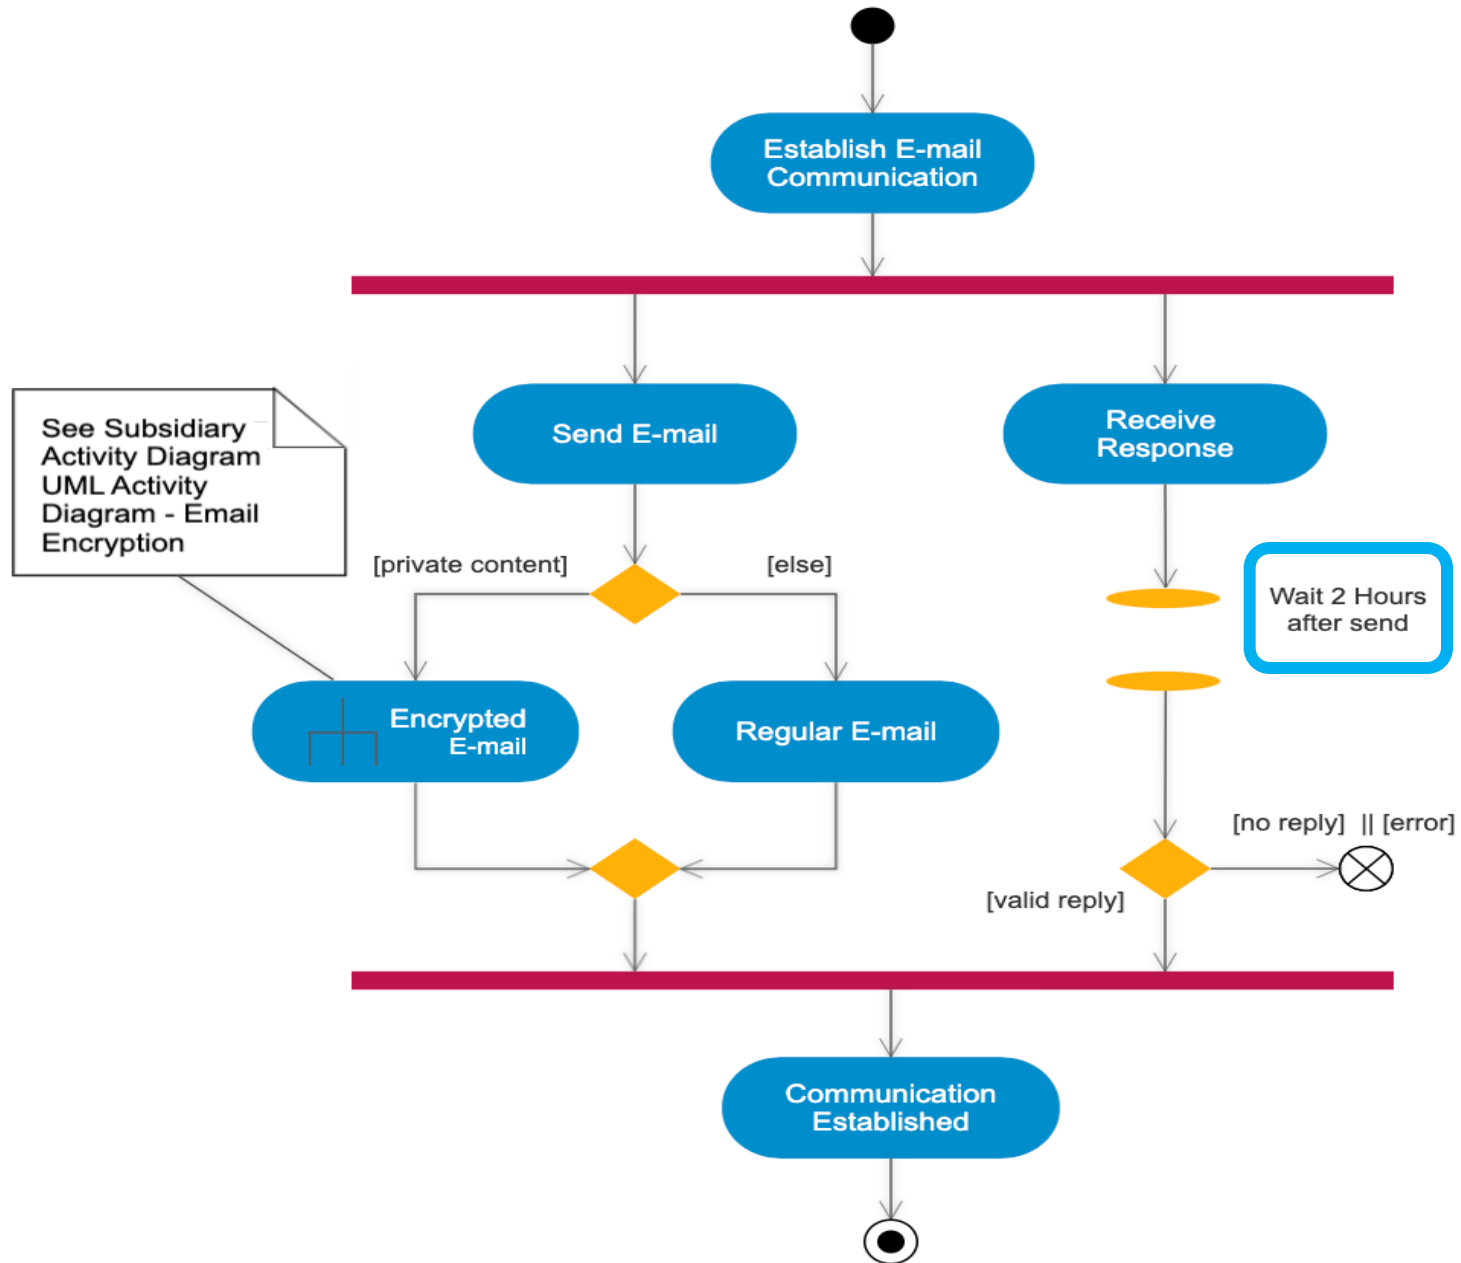 Establish E-mail
Communication
See Subsidiary
Activity Diagram
UML Activity
Diagram - Email
Encryption
Send E-mail
Receive
Response
[private content]
[else]
Wait 2 Hours
after send
Encrypted
E-mail
Regular E-mail
[no reply] || [error]
[valid reply]
Communication
Established